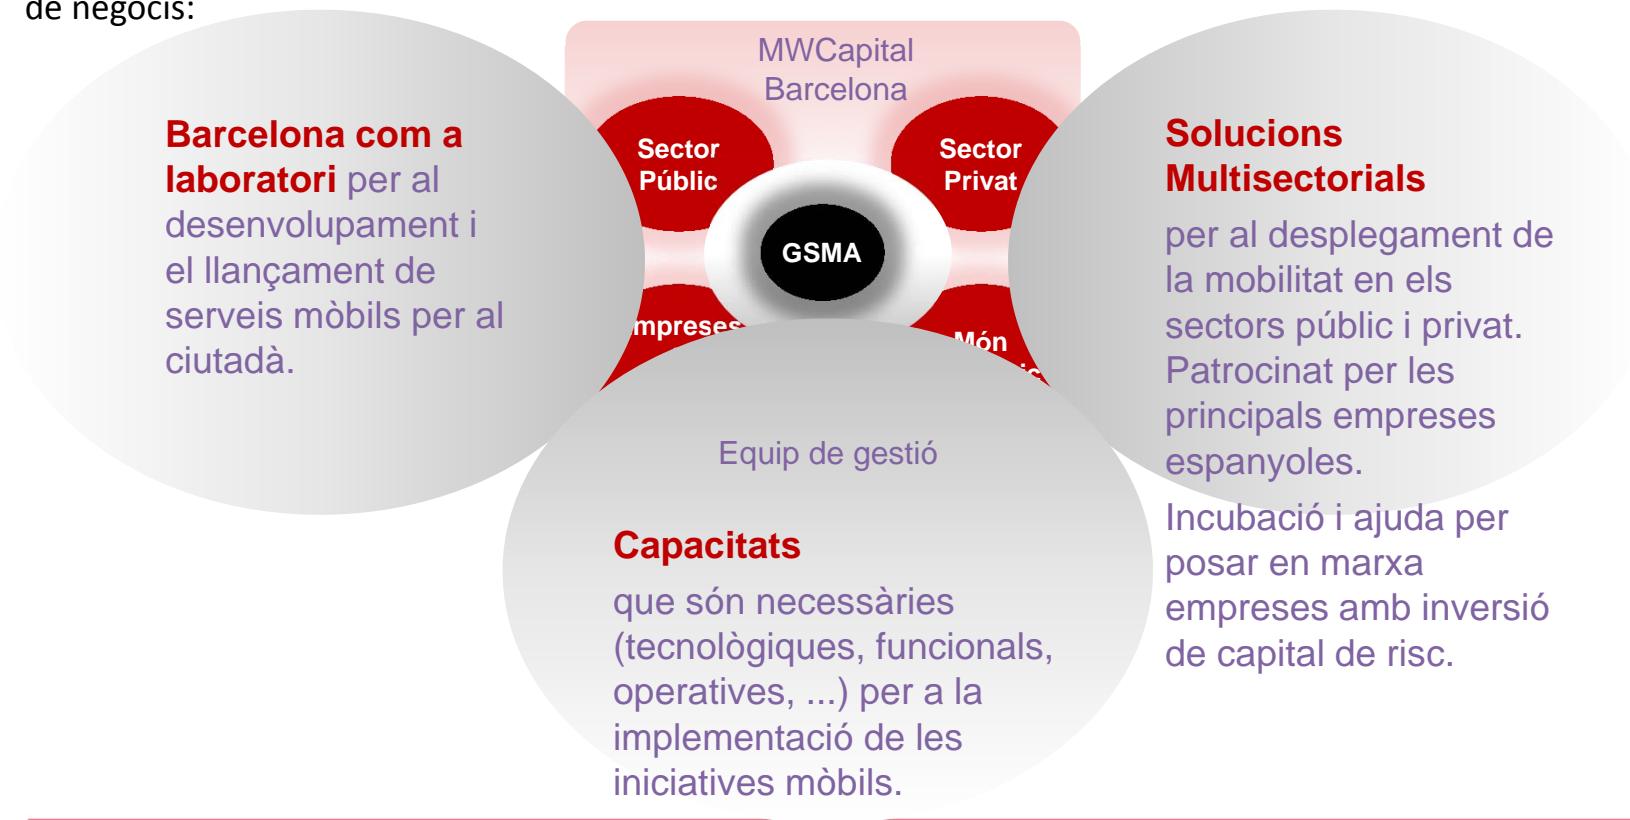 de negocis:
MWCapital
Barcelona
Barcelona com a
laboratori per al
desenvolupament i
el llançament de
serveis mòbils per al
ciutadà.
Sector
Públic
Sector
Privat
GSMA
mpreses
Món
Solucions
Multisectorials
per al desplegament de
la mobilitat en els
sectors públic i privat.
Patrocinat per les
principals empreses
espanyoles.
Incubació i ajuda per
posar en marxa
empreses amb inversió
de capital de risc.
Equip de gestió
Capacitats
que són necessàries
(tecnològiques, funcionals,
operatives, ...) per a la
implementació de les
iniciatives mòbils.